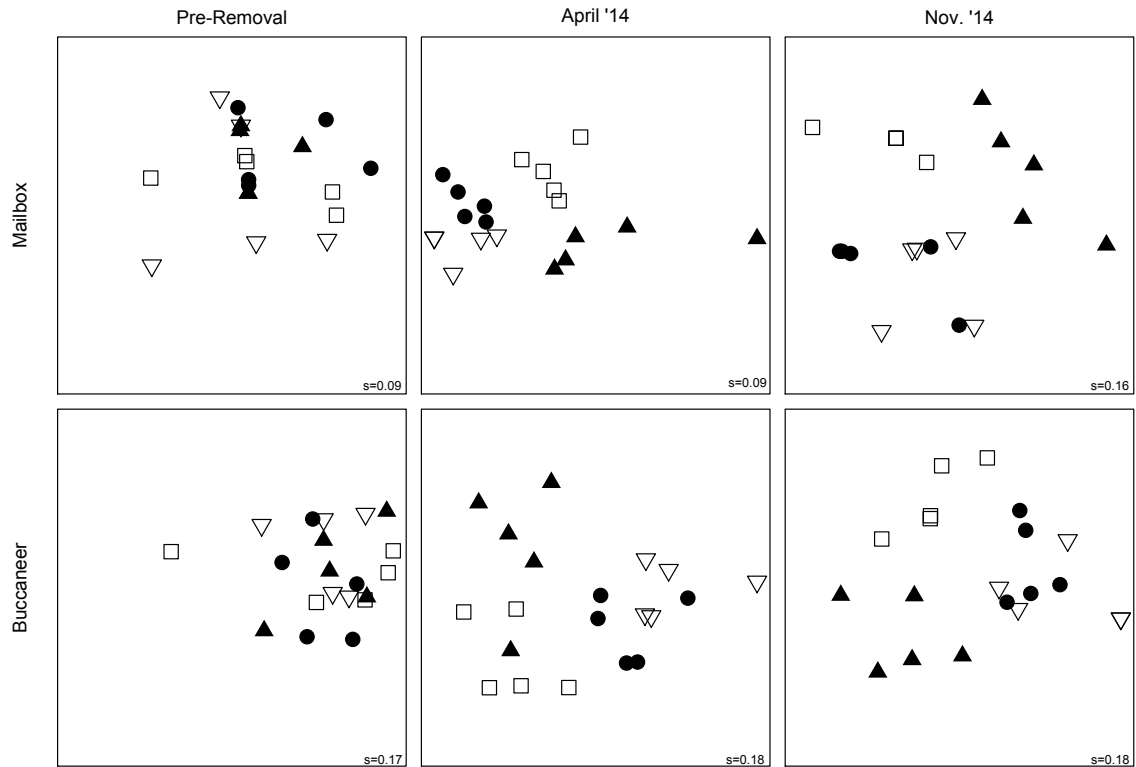 Pre-Removal
April '14
Nov. '14
Mailbox
s=0.09
s=0.09
s=0.16
Buccaneer
s=0.17
s=0.18
s=0.18